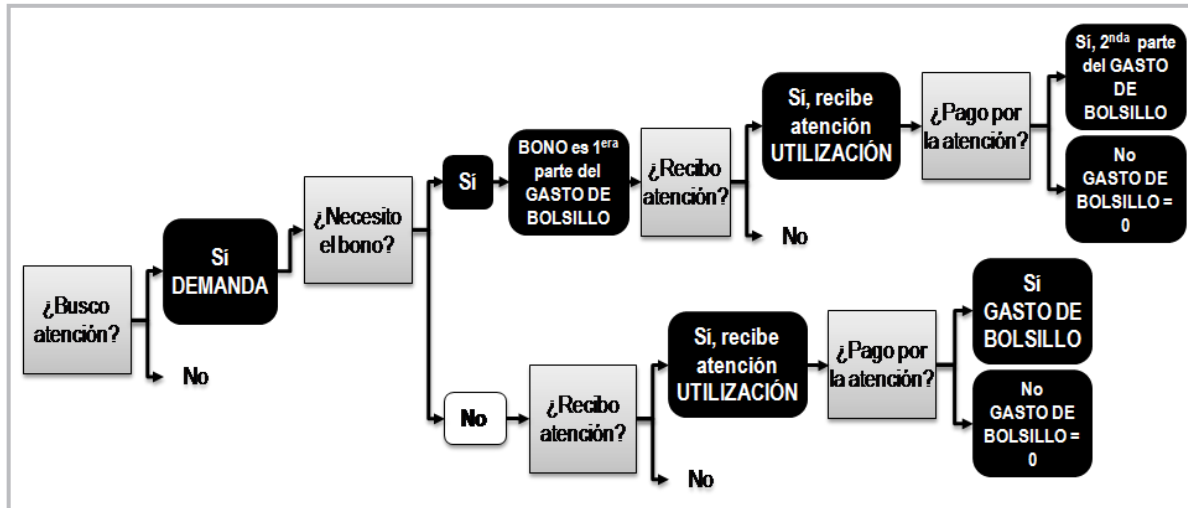 ¿Busco
atención?
Sí
DEMANDA
No
¿Necesito
el bono?
Sí
BONO es 1era
parte del
GASTO DE
BOLSILLO
¿Recibo
atención?
Sí, recibe
atención
UTILIZACIÓN
No
¿Pago por
la atención?
Sí, 2nda parte
del GASTO
DE
BOLSILLO
No
GASTO DE
BOLSILLO =
0
No
¿Recibo
atención?
Sí, recibe
atención
UTILIZACIÓN
No
¿Pago por
la atención?
Sí
GASTO DE
BOLSILLO
No
GASTO DE
BOLSILLO =
0